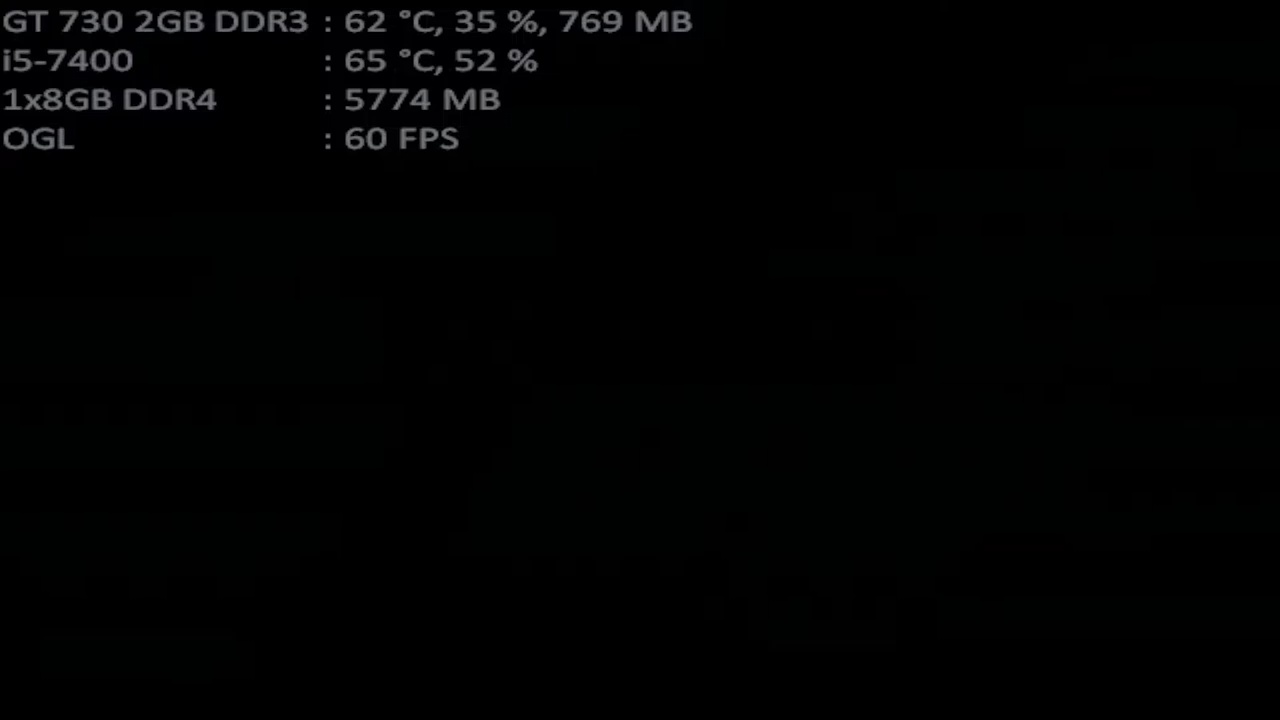 GT 730 2GB DDR3 : 62 °C, 35 %, 769 MB
i5-7400 : 65 °C, 52 %
1x8GB DDR4 : 5774 MB
OGL : 60 FPS